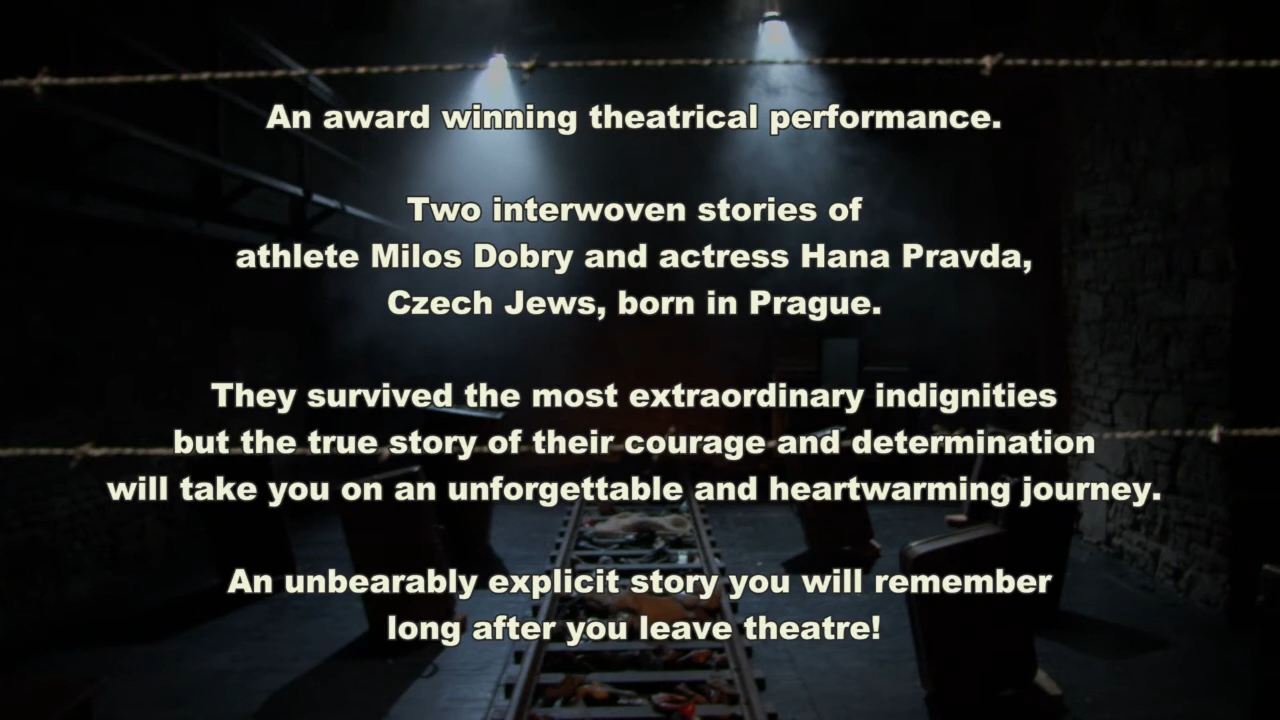 An award winning theatrical performance.
Two interwoven stories of
athlete Milos Dobry and actress Hana Pravda,
Czech Jews, born in Prague.
They survived the most extraordinary indignities
but the true story of their courage and determination
will take you on an unforgettable and heartwarming journey.
An unbearably explicit story you will remember
long after you leave theatre!